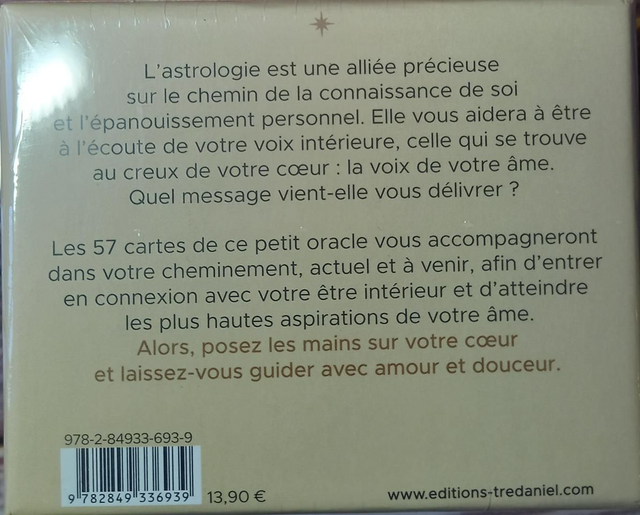 L'astrologie est une alliée précieuse
sur le chemin de la connaissance de soi
et l'épanouissement personnel. Elle vous aidera à être
à l'écoute de votre voix intérieure, celle qui se trouve
au creux de votre cœur : la voix de votre âme.
Quel message vient-elle vous délivrer ?
Les 57 cartes de ce petit oracle vous accompagneront
dans votre cheminement, actuel et à venir, afin d'entrer
en connexion avec votre être intérieur et d'atteindre
les plus hautes aspirations de votre âme.
Alors, posez les mains sur votre cœur
et laissez-vous guider avec amour et douceur.
978-2-84933-693-9
9 782849 336939
13,90 €
www.editions-tredaniel.com